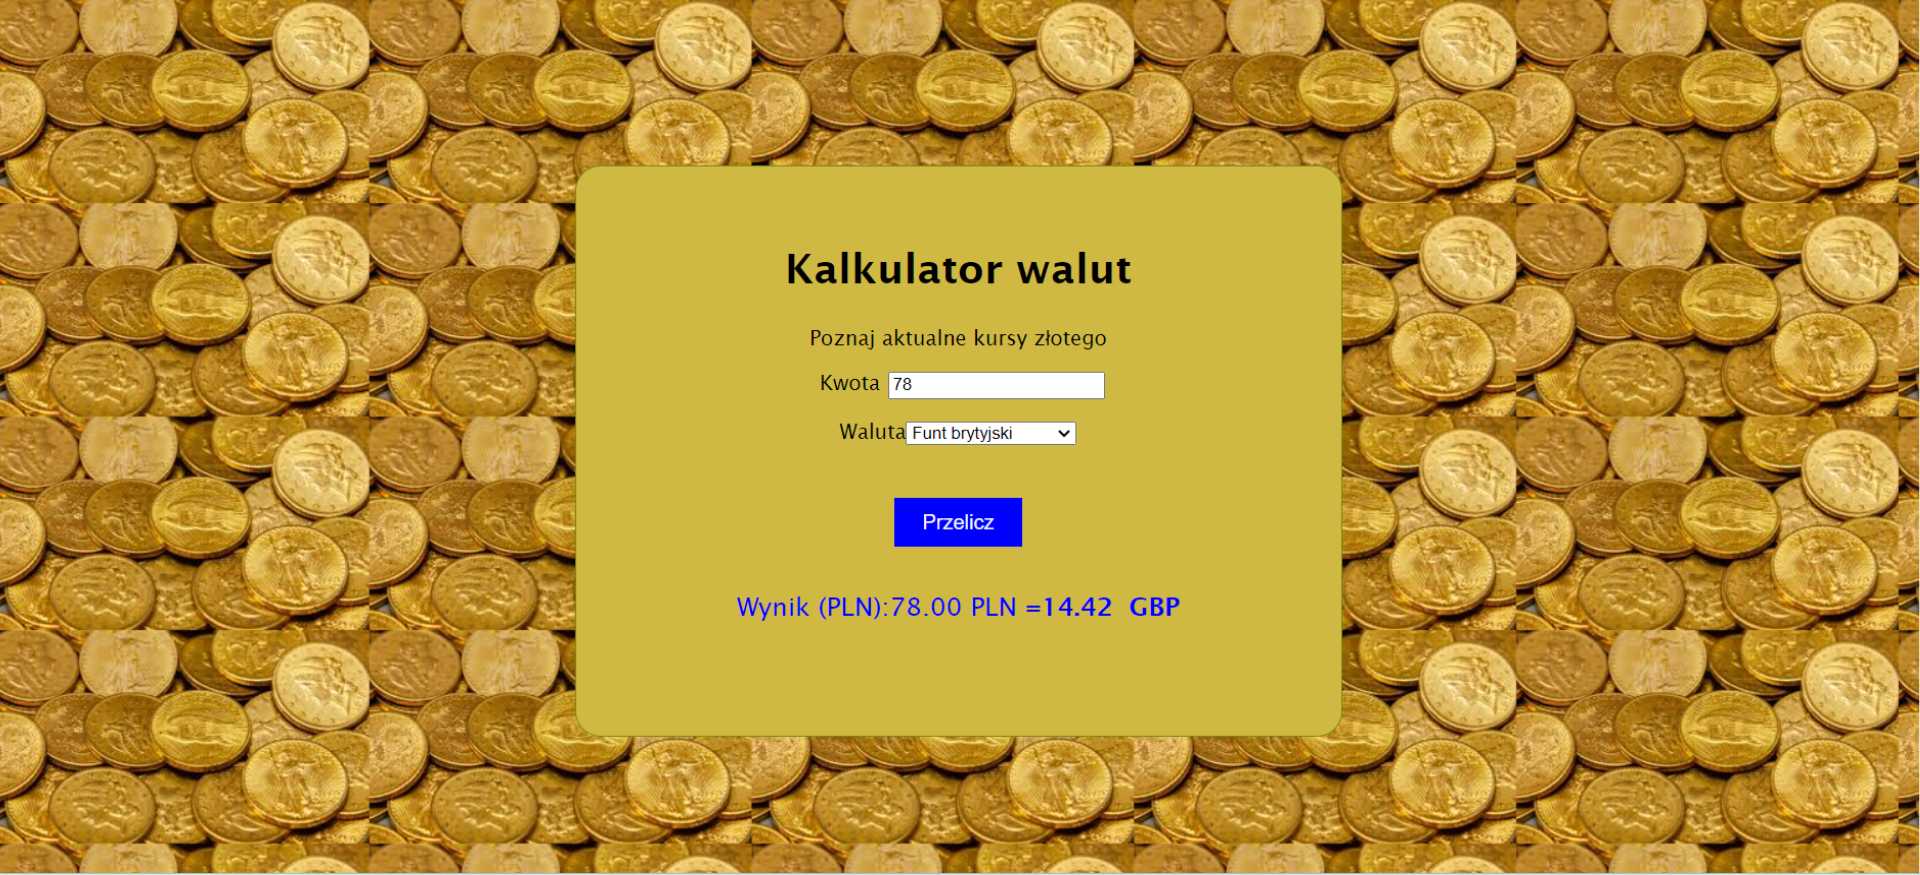 Kalkulator walut
Poznaj aktualne kursy złotego
Kwota 78
Waluta Funt brytyjski
Przelicz
Wynik (PLN):78.00 PLN =14.42 GBP